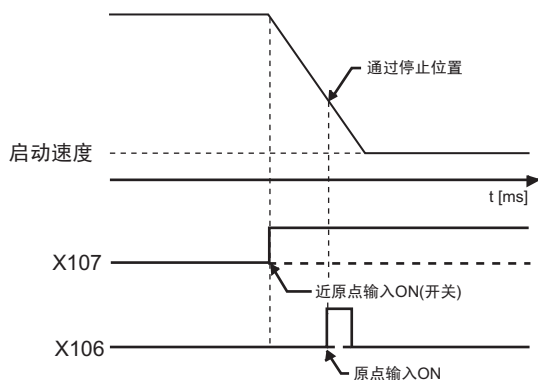 通过停止位置
启动速度
t [ms]
X107
近原点输入ON(开关)
X106
原点输入ON